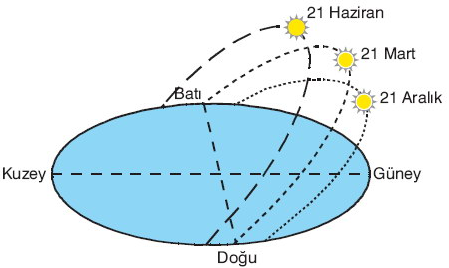 21 Haziran
21 Mart
Batı
21 Aralık
Kuzey
Güney
Doğu